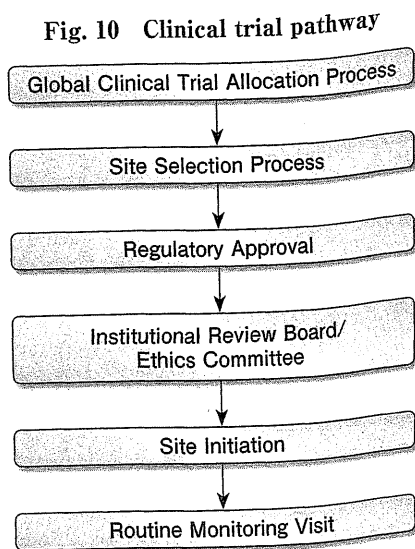 Fig. 10 Clinical trial pathway
Global Clinical Trial Allocation Process
Site Selection Process
Regulatory Approval
Institutional Review Board/
Ethics Committee
Site Initiation
Routine Monitoring Visit